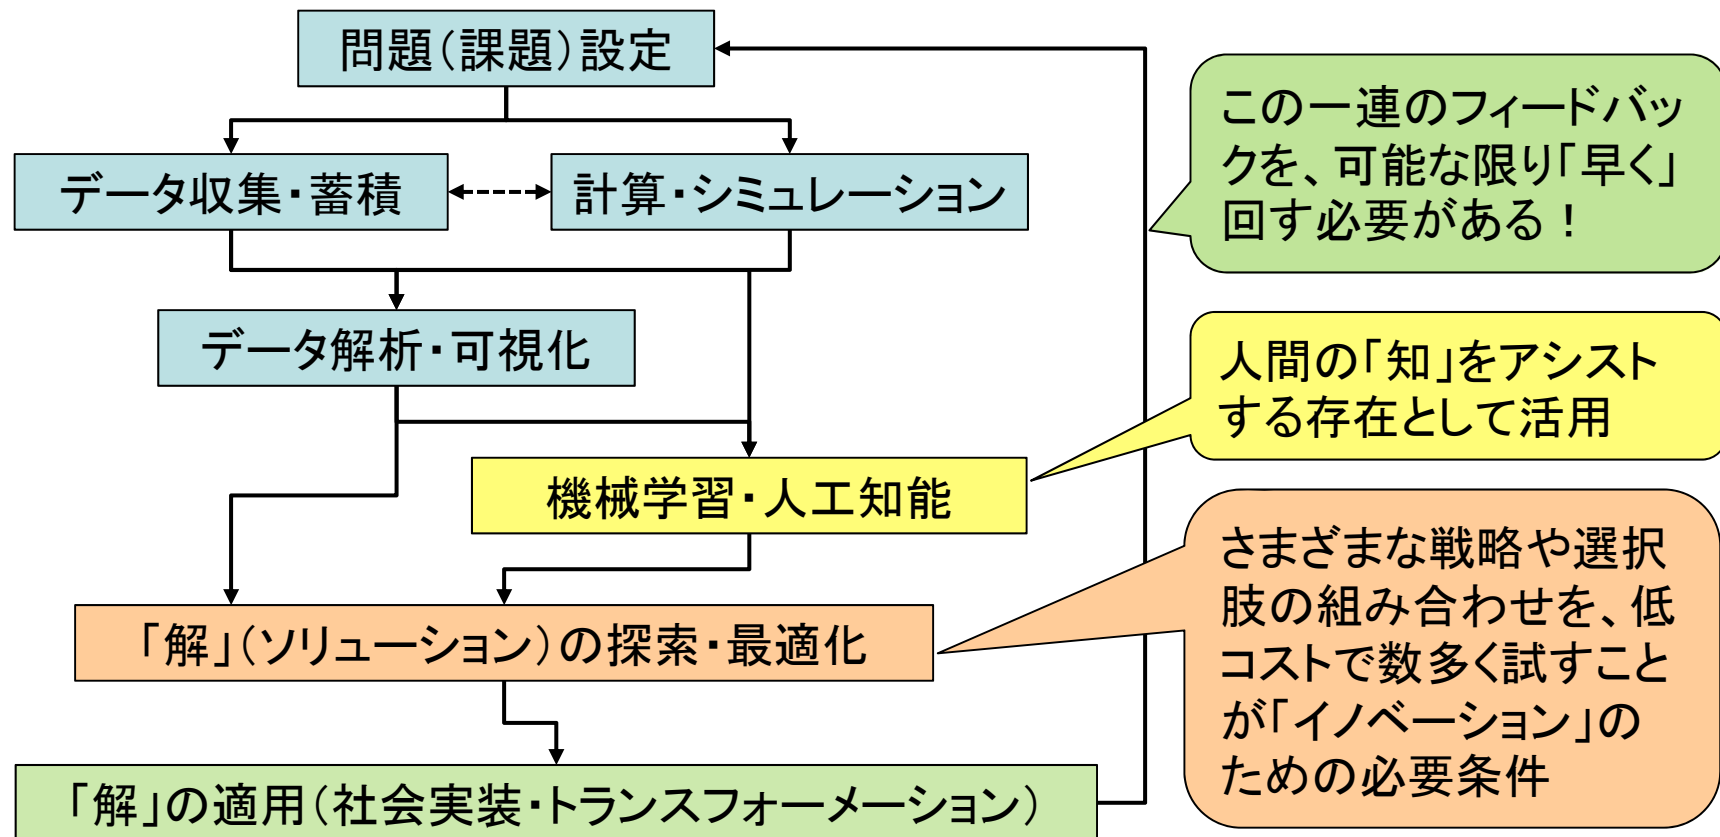 問題（課題）設定
データ収集・蓄積
計算・シミュレーション
データ解析・可視化
機械学習・人工知能
「解」（ソリューション）の探索・最適化
「解」の適用（社会実装・トランスフォーメーション）
この一連のフィードバッ
クを、可能な限り「早く」
回す必要がある！
人間の「知」をアシスト
する存在として活用
さまざまな戦略や選択
肢の組み合わせを、低
コストで数多く試すこと
が「イノベーション」の
ための必要条件